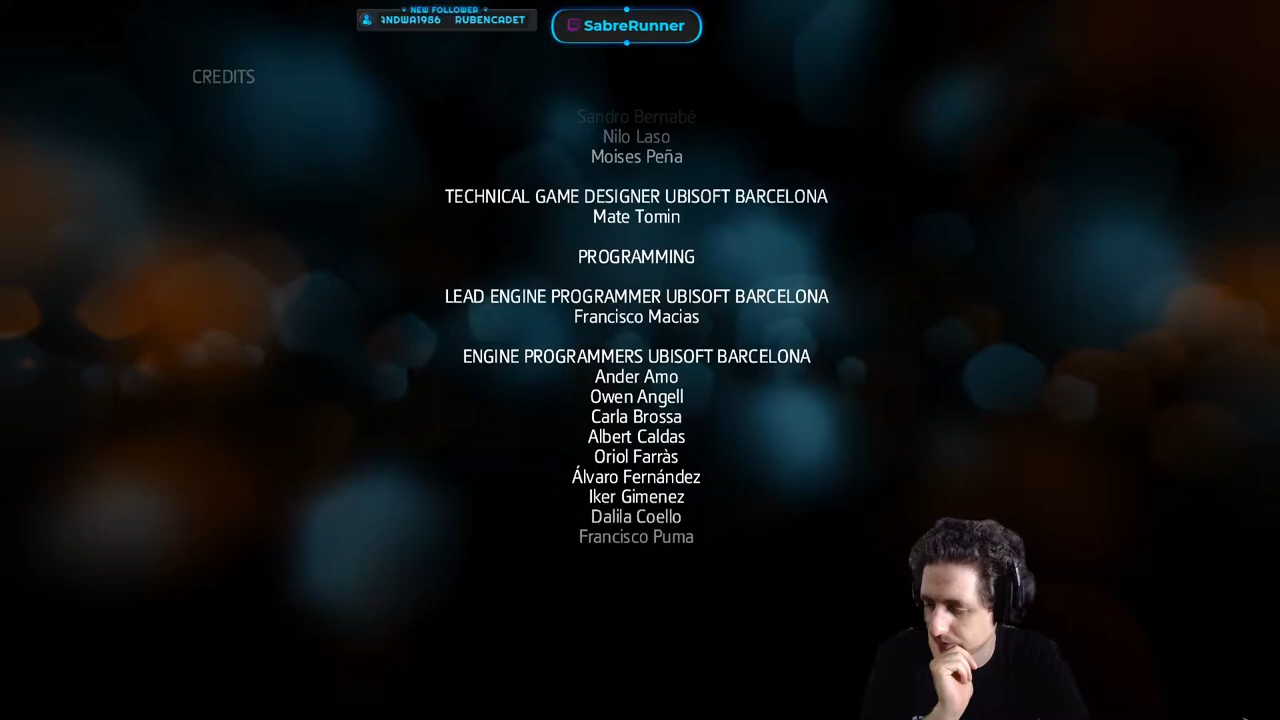 NEW FOLLOWER
ANDWA1986 RUBENCADET
SabreRunner
CREDITS
Sandro Bernabé
Nilo Laso
Moises Peña
TECHNICAL GAME DESIGNER UBISOFT BARCELONA
Mate Tomin
PROGRAMMING
LEAD ENGINE PROGRAMMER UBISOFT BARCELONA
Francisco Macias
ENGINE PROGRAMMERS UBISOFT BARCELONA
Ander Amo
Owen Angell
Carla Brossa
Albert Caldas
Oriol Farràs
Álvaro Fernández
Iker Gimenez
Dalila Coello
Francisco Puma